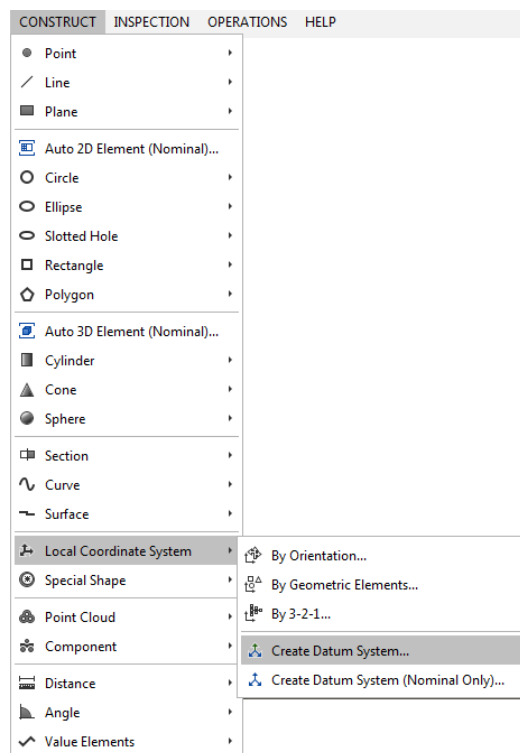 CONSTRUCT INSPECTION OPERATIONS HELP
Point
Line
Plane
Auto 2D Element (Nominal)...
Circle
Ellipse
Slotted Hole
Rectangle
Polygon
Auto 3D Element (Nominal)...
Cylinder
Cone
Sphere
Section
Curve
Surface
Local Coordinate System
By Orientation...
Special Shape
By Geometric Elements...
Point Cloud
By 3-2-1...
Component
Create Datum System...
Distance
Create Datum System (Nominal Only)...
Angle
Value Elements